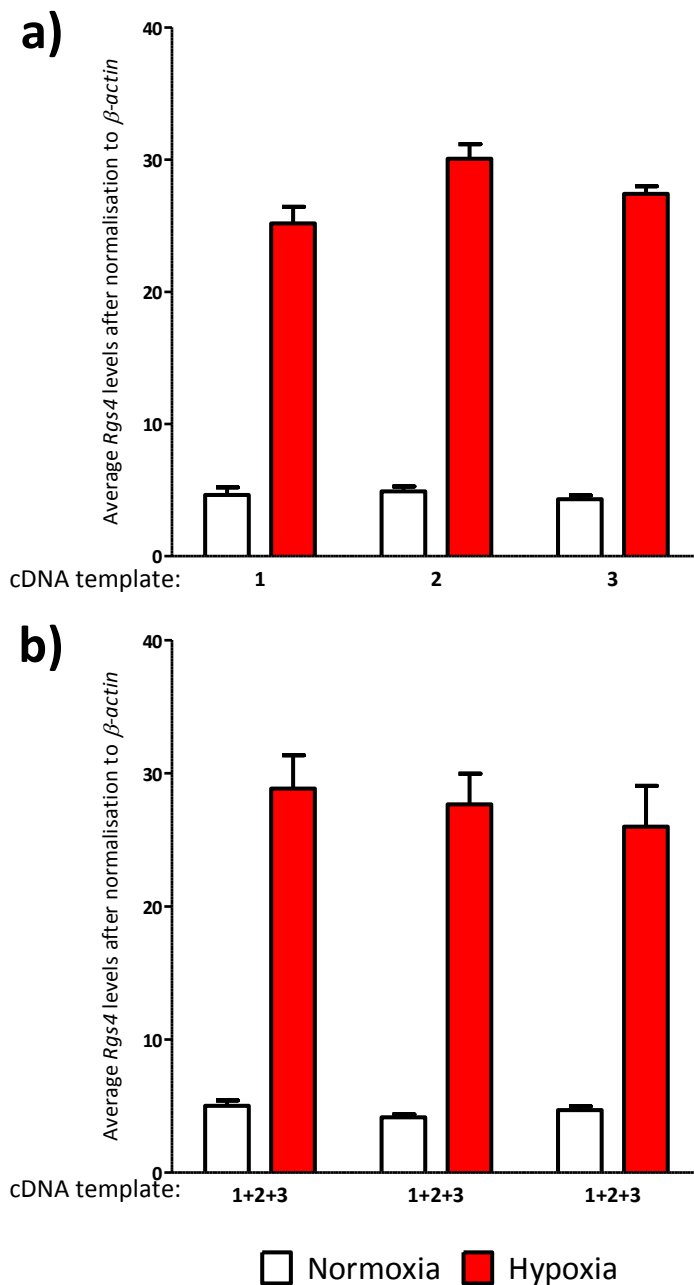 a)
Average Rgs4 levels after normalisation to β-actin
40
30
20
10
0
cDNA template: 1 2 3
b)
Average Rgs4 levels after normalisation to β-actin
40
30
20
10
0
cDNA template: 1+2+3 1+2+3 1+2+3
Normoxia Hypoxia